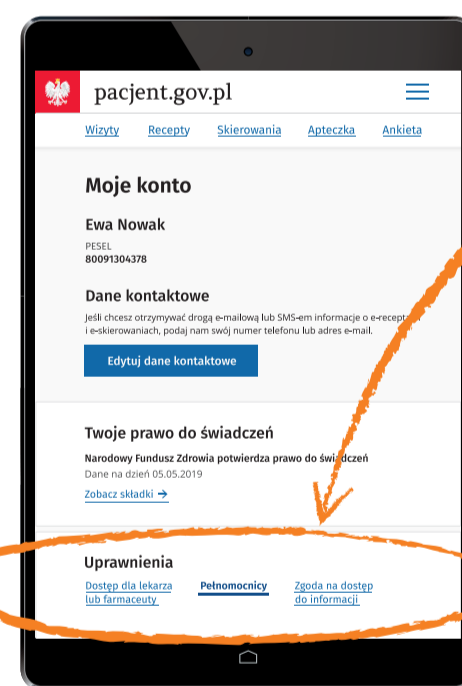 pacjent.gov.pl
Wizyty Recepty Skierowania Apteczka Ankieta
Moje konto
Ewa Nowak
PESEL
80091304378
Dane kontaktowe
Jeśli chcesz otrzymywać drogą e-mailową lub SMS-em informacje o
i e-skierowaniach, podaj nam swój numer telefonu lub adres e-mail.
Edytuj dane kontaktowe
Twoje prawo do świadczeń
Narodowy Fundusz Zdrowia potwierdza prawo do świadczeń
Dane na dzień 05.05.2019
Zobacz składki →
Uprawnienia
Dostęp dla lekarza Pełnomocnicy Zgoda na dostęp
lub farmaceuty do informacji